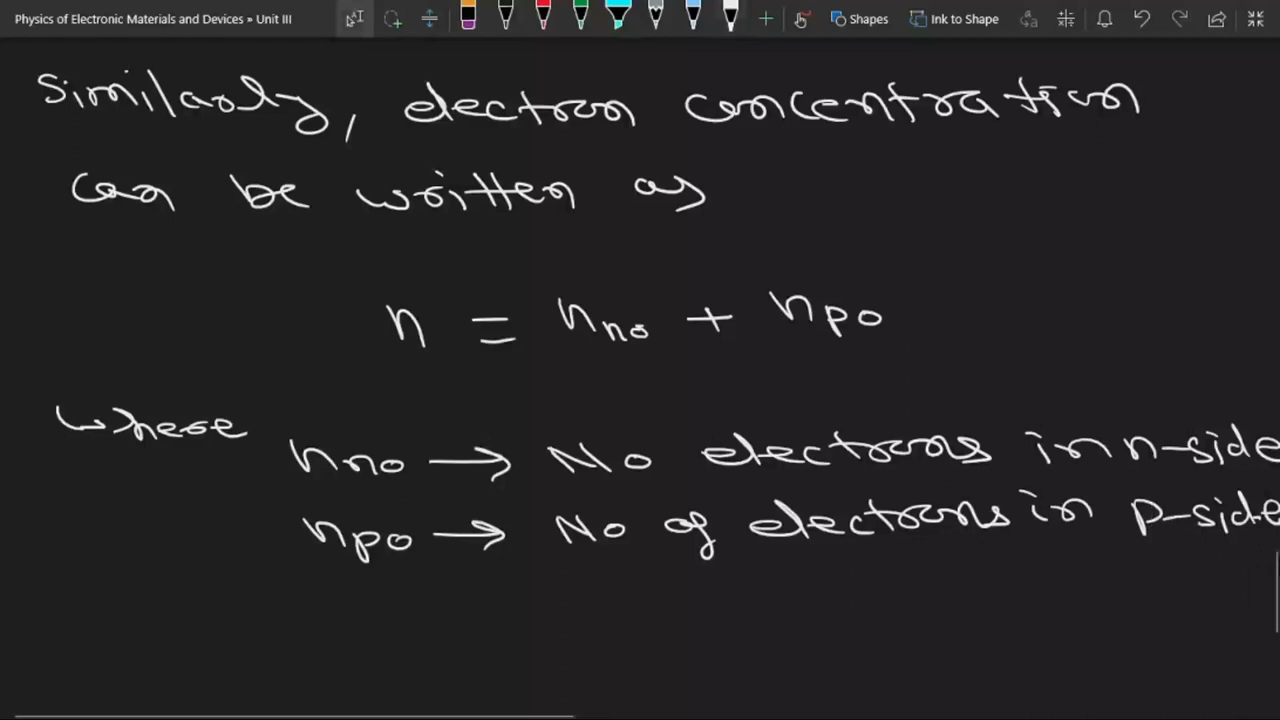 Physics of Electronic Materials and Devices » Unit III
Shapes
Ink to Shape
Similarly, electron concentration
can be written as
n = nno + npo
where
nno → No electrons in n-side
npo → No of electrons in p-side